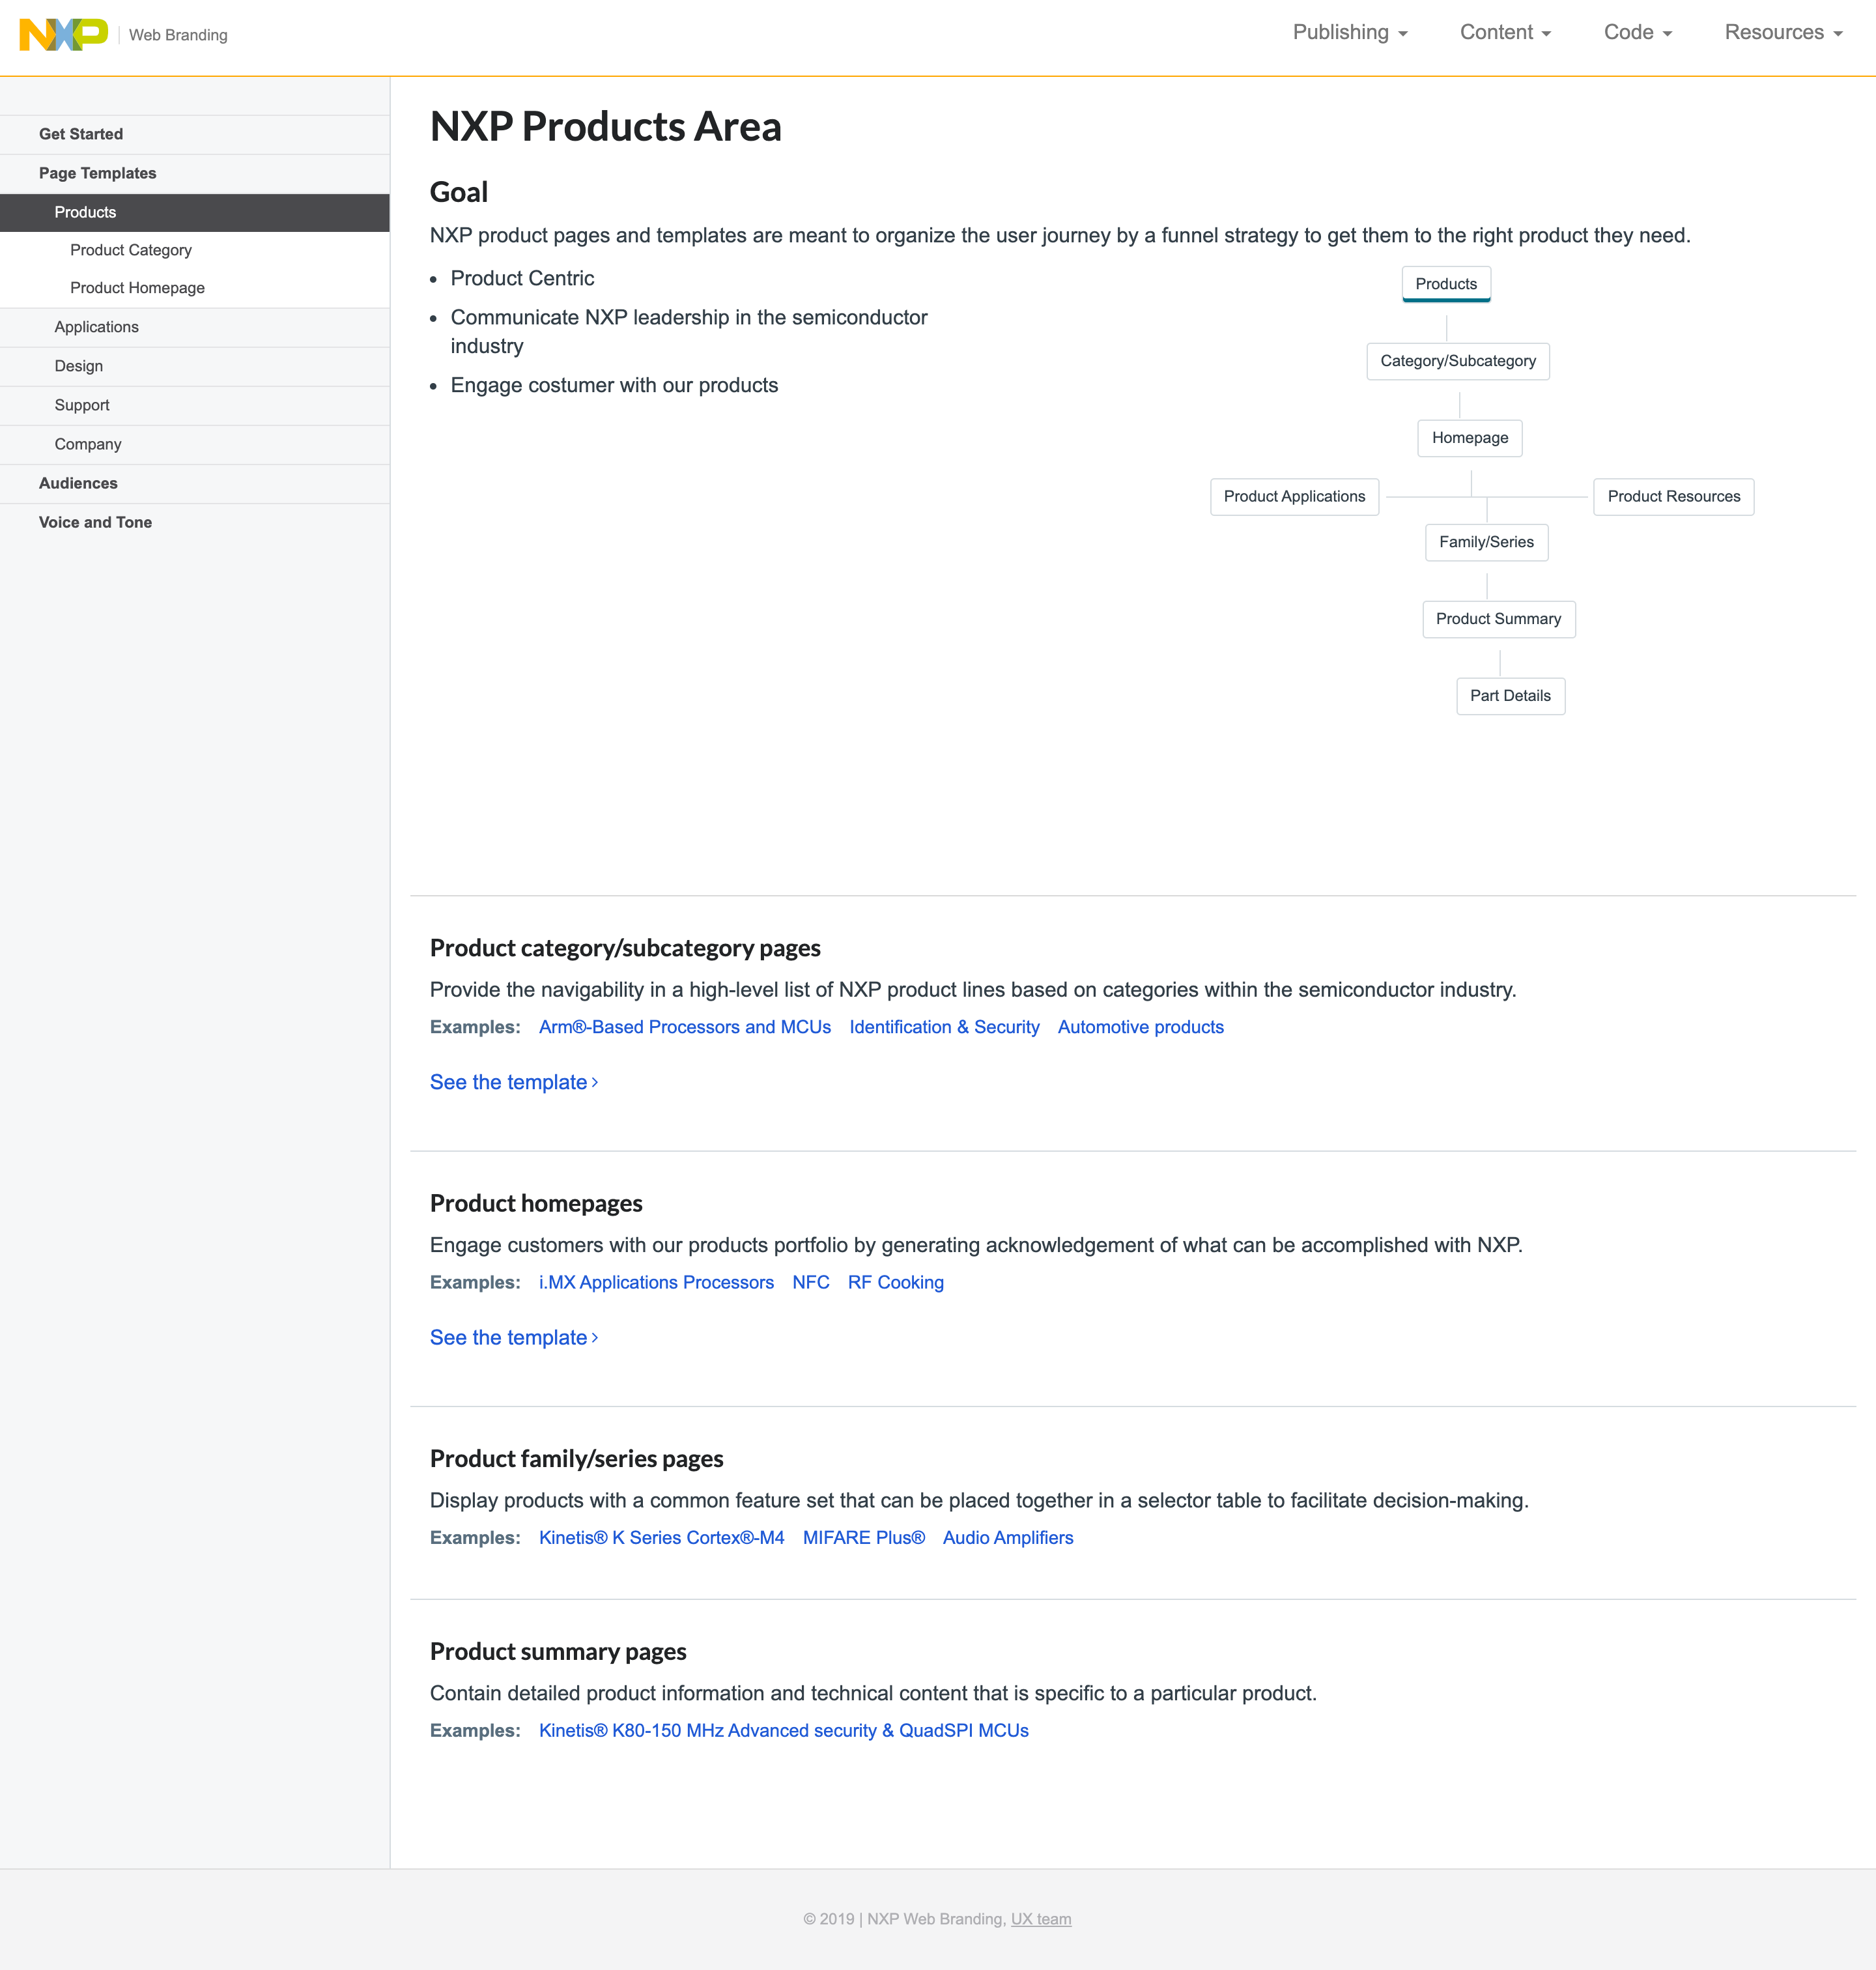 NXP Web Branding
Publishing
Content
Code
Resources
Get Started
Page Templates
Products
Product Category
Product Homepage
Applications
Design
Support
Company
Audiences
Voice and Tone
NXP Products Area
Goal
NXP product pages and templates are meant to organize the user journey by a funnel strategy to get them to the right product they need.
• Product Centric
• Communicate NXP leadership in the semiconductor
industry
• Engage costumer with our products
Products
Category/Subcategory
Homepage
Product Applications
Product Resources
Family/Series
Product Summary
Part Details
Product category/subcategory pages
Provide the navigability in a high-level list of NXP product lines based on categories within the semiconductor industry.
Examples: Arm®-Based Processors and MCUs Identification & Security Automotive products
See the template ›
Product homepages
Engage customers with our products portfolio by generating acknowledgement of what can be accomplished with NXP.
Examples: i.MX Applications Processors NFC RF Cooking
See the template ›
Product family/series pages
Display products with a common feature set that can be placed together in a selector table to facilitate decision-making.
Examples: Kinetis® K Series Cortex®-M4 MIFARE Plus® Audio Amplifiers
Product summary pages
Contain detailed product information and technical content that is specific to a particular product.
Examples: Kinetis® K80-150 MHz Advanced security & QuadSPI MCUs
© 2019 | NXP Web Branding, UX team